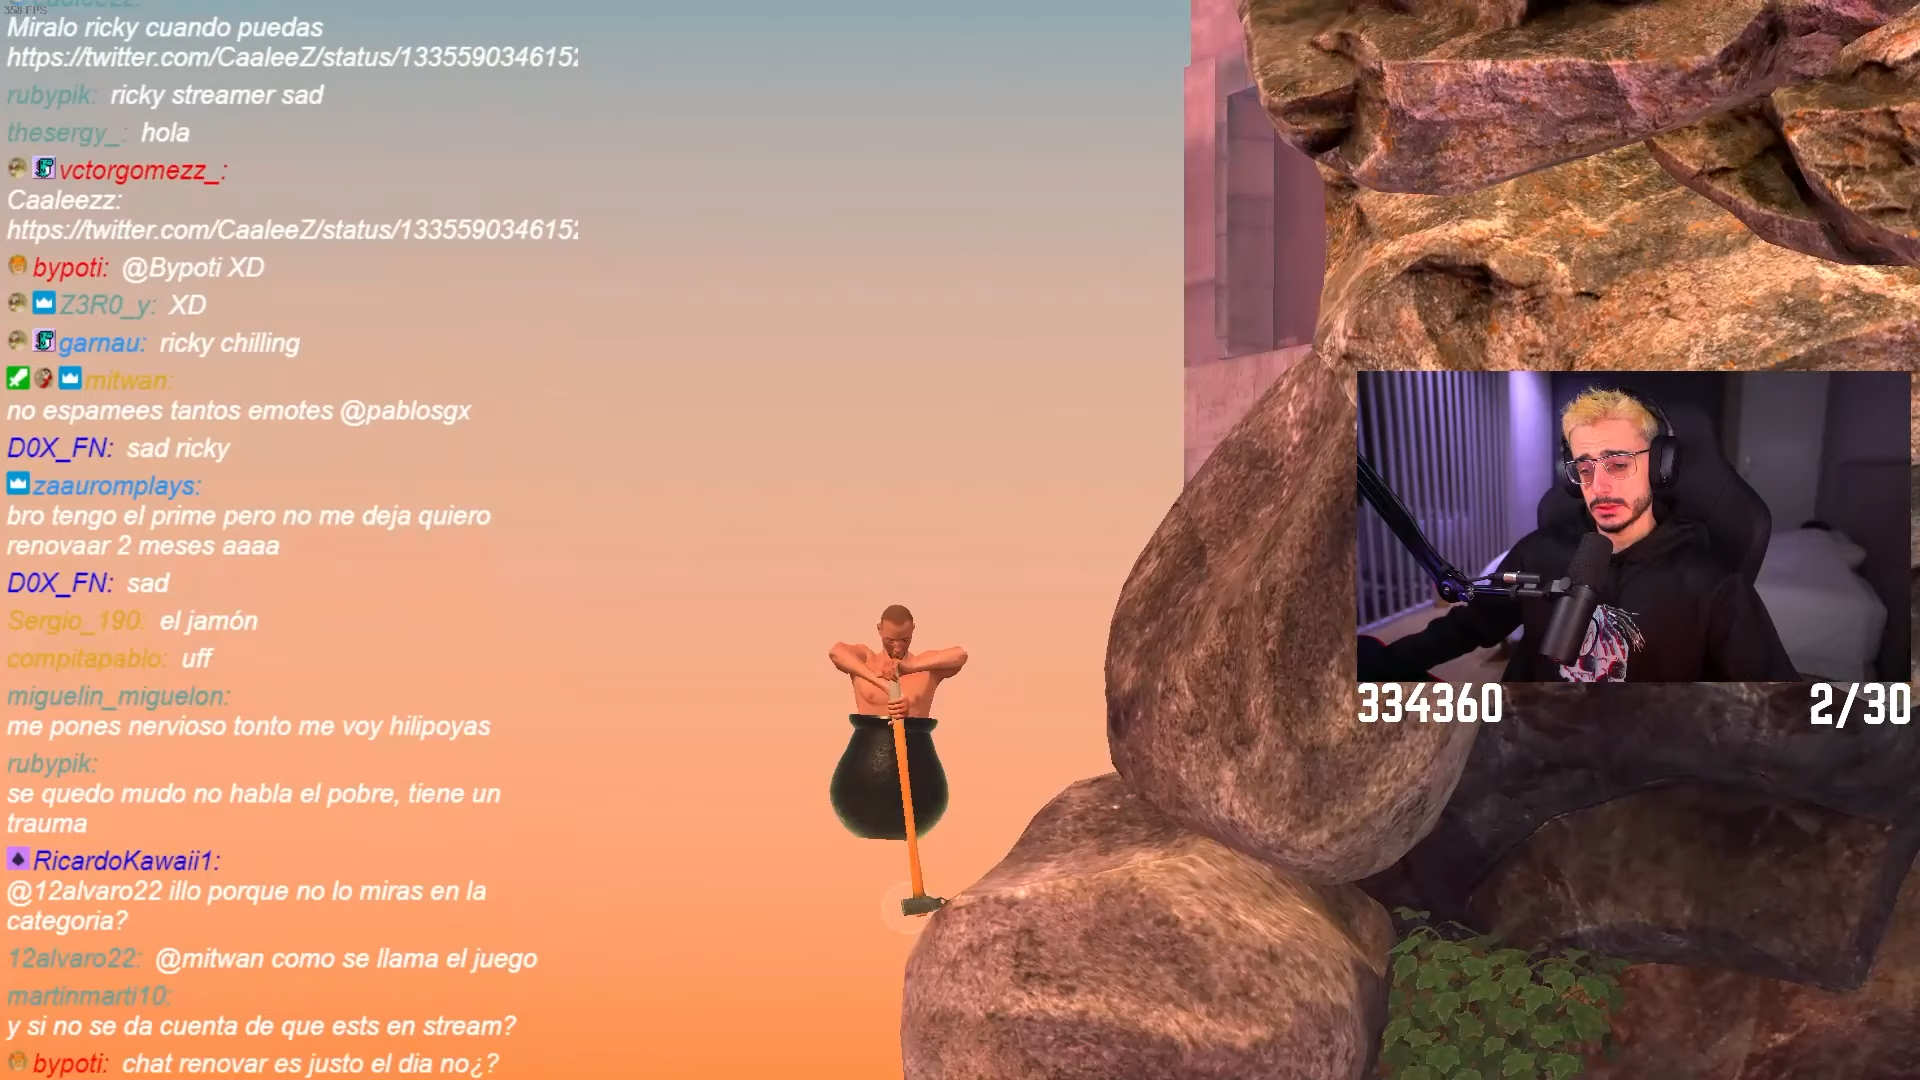 358 FPS
Caaleezz:
Miralo ricky cuando puedas
https://twitter.com/CaaleeZ/status/1335590346152
rubypik: ricky streamer sad
thesergy_: hola
vctorgomezz_:
Caaleezz:
https://twitter.com/CaaleeZ/status/1335590346152
bypoti: @Bypoti XD
Z3R0_y: XD
garnau: ricky chilling
mitwan:
no espamees tantos emotes @pablosgx
D0X_FN: sad ricky
zaauromplays:
bro tengo el prime pero no me deja quiero
renovaar 2 meses aaaa
D0X_FN: sad
Sergio_190: el jamón
compitapablo: uff
miguelin_miguelon:
me pones nervioso tonto me voy hilipoyas
rubypik:
se quedo mudo no habla el pobre, tiene un
trauma
RicardoKawaii1:
@12alvaro22 illo porque no lo miras en la
categoria?
12alvaro22: @mitwan como se llama el juego
martinmarti10:
y si no se da cuenta de que ests en stream?
bypoti: chat renovar es justo el dia no¿?
334360
2/30